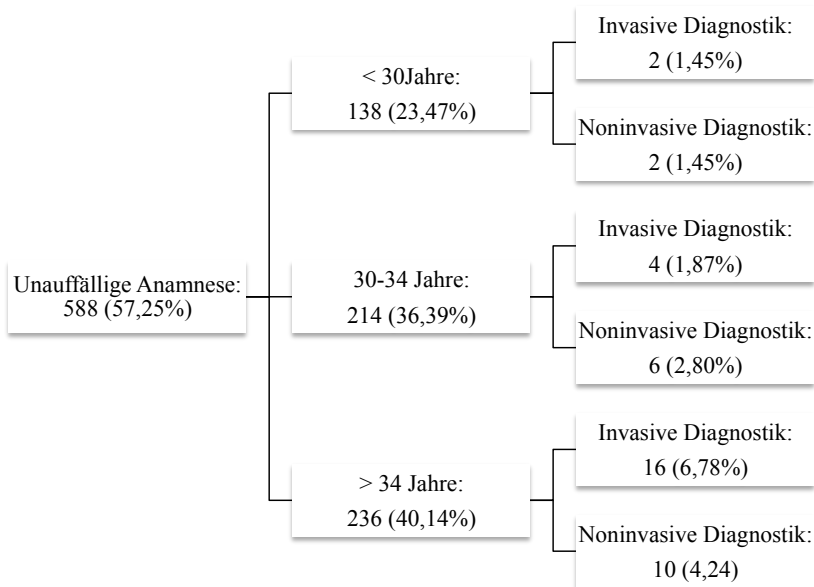 Unauffällige Anamnese:
588 (57,25%)
< 30Jahre:
138 (23,47%)
Invasive Diagnostik:
2 (1,45%)
Noninvasive Diagnostik:
2 (1,45%)
30-34 Jahre:
214 (36,39%)
Invasive Diagnostik:
4 (1,87%)
Noninvasive Diagnostik:
6 (2,80%)
> 34 Jahre:
236 (40,14%)
Invasive Diagnostik:
16 (6,78%)
Noninvasive Diagnostik:
10 (4,24)